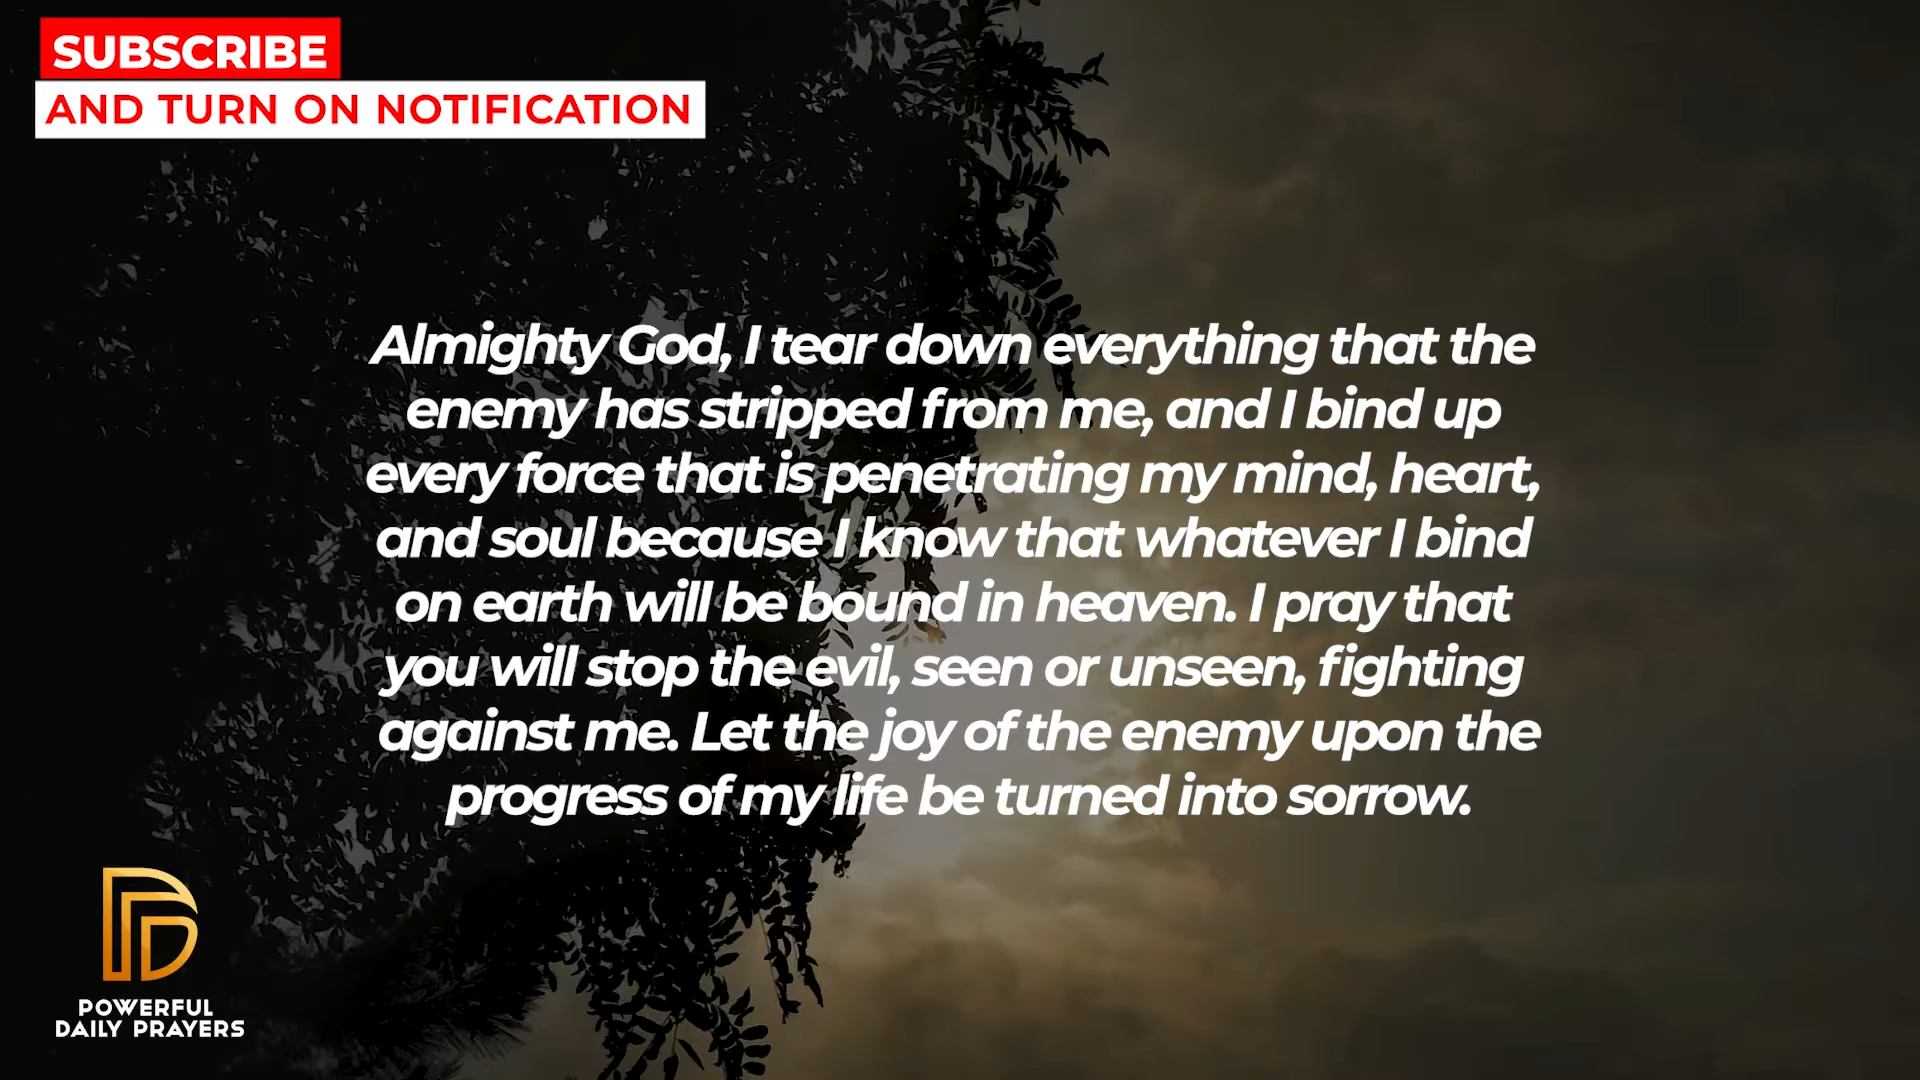 SUBSCRIBE
AND TURN ON NOTIFICATION
Almighty God, I tear down everything that the
enemy has stripped from me, and I bind up
every force that is penetrating my mind, heart,
and soul because I know that whatever I bind
on earth will be bound in heaven. I pray that
you will stop the evil, seen or unseen, fighting
against me. Let the joy of the enemy upon the
progress of my life be turned into sorrow.
POWERFUL
DAILY PRAYERS